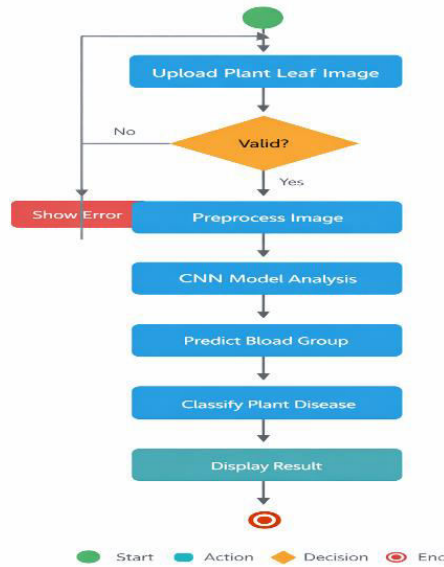 Upload Plant Leaf Image
No
Valid?
Yes
Show Error
Preprocess Image
CNN Model Analysis
Predict Bload Group
Classify Plant Disease
Display Result
Start Action Decision End